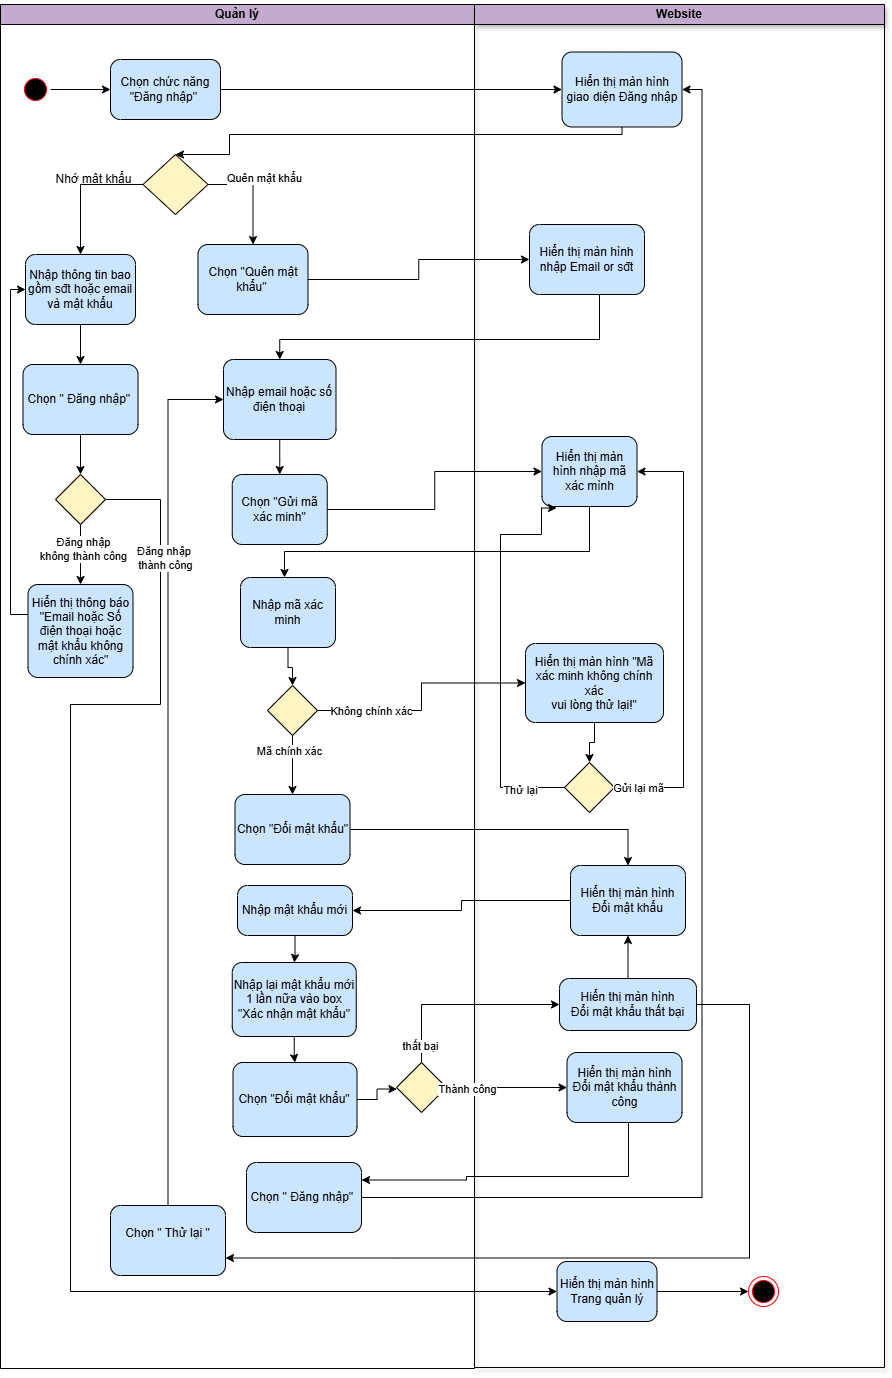 Quản lý
Website
Chọn chức năng
"Đăng nhập"
Hiển thị màn hình
giao diện Đăng nhập
Nhớ mât khẩu
Quên mật khẩu
Nhập thông tin bao
gồm sđt hoặc email
và mật khẩu
Chọn "Quên mật
khẩu"
Hiển thị màn hình
nhập Email or sđt
Chọn " Đăng nhập"
Nhập email hoặc số
điện thoại
Hiển thị màn
hình nhập mã
xác minh
Chọn "Gửi mã
xác minh"
Đăng nhập
không thành công
Đăng nhập
thành công
Hiển thị thông báo
"Email hoặc Số
điện thoại hoặc
mật khẩu không
chính xác"
Nhập mã xác
minh
Hiển thị màn hình "Mã
xác minh không chính
xác
vui lòng thử lại!"
Không chính xác
Mã chính xác
Thử lại
Gửi lại mã
Chọn "Đổi mật khẩu"
Hiển thị màn hình
Đổi mật khẩu
Nhập mật khẩu mới
Nhập lại mật khẩu mới
1 lần nữa vào box
"Xác nhận mật khẩu"
Hiển thị màn hình
Đổi mật khẩu thất bại
thất bại
Chọn "Đổi mật khẩu"
Thành công
Hiển thị màn hình
Đổi mật khẩu thành
công
Chọn " Đăng nhập"
Chọn " Thử lại "
Hiển thị màn hình
Trang quản lý